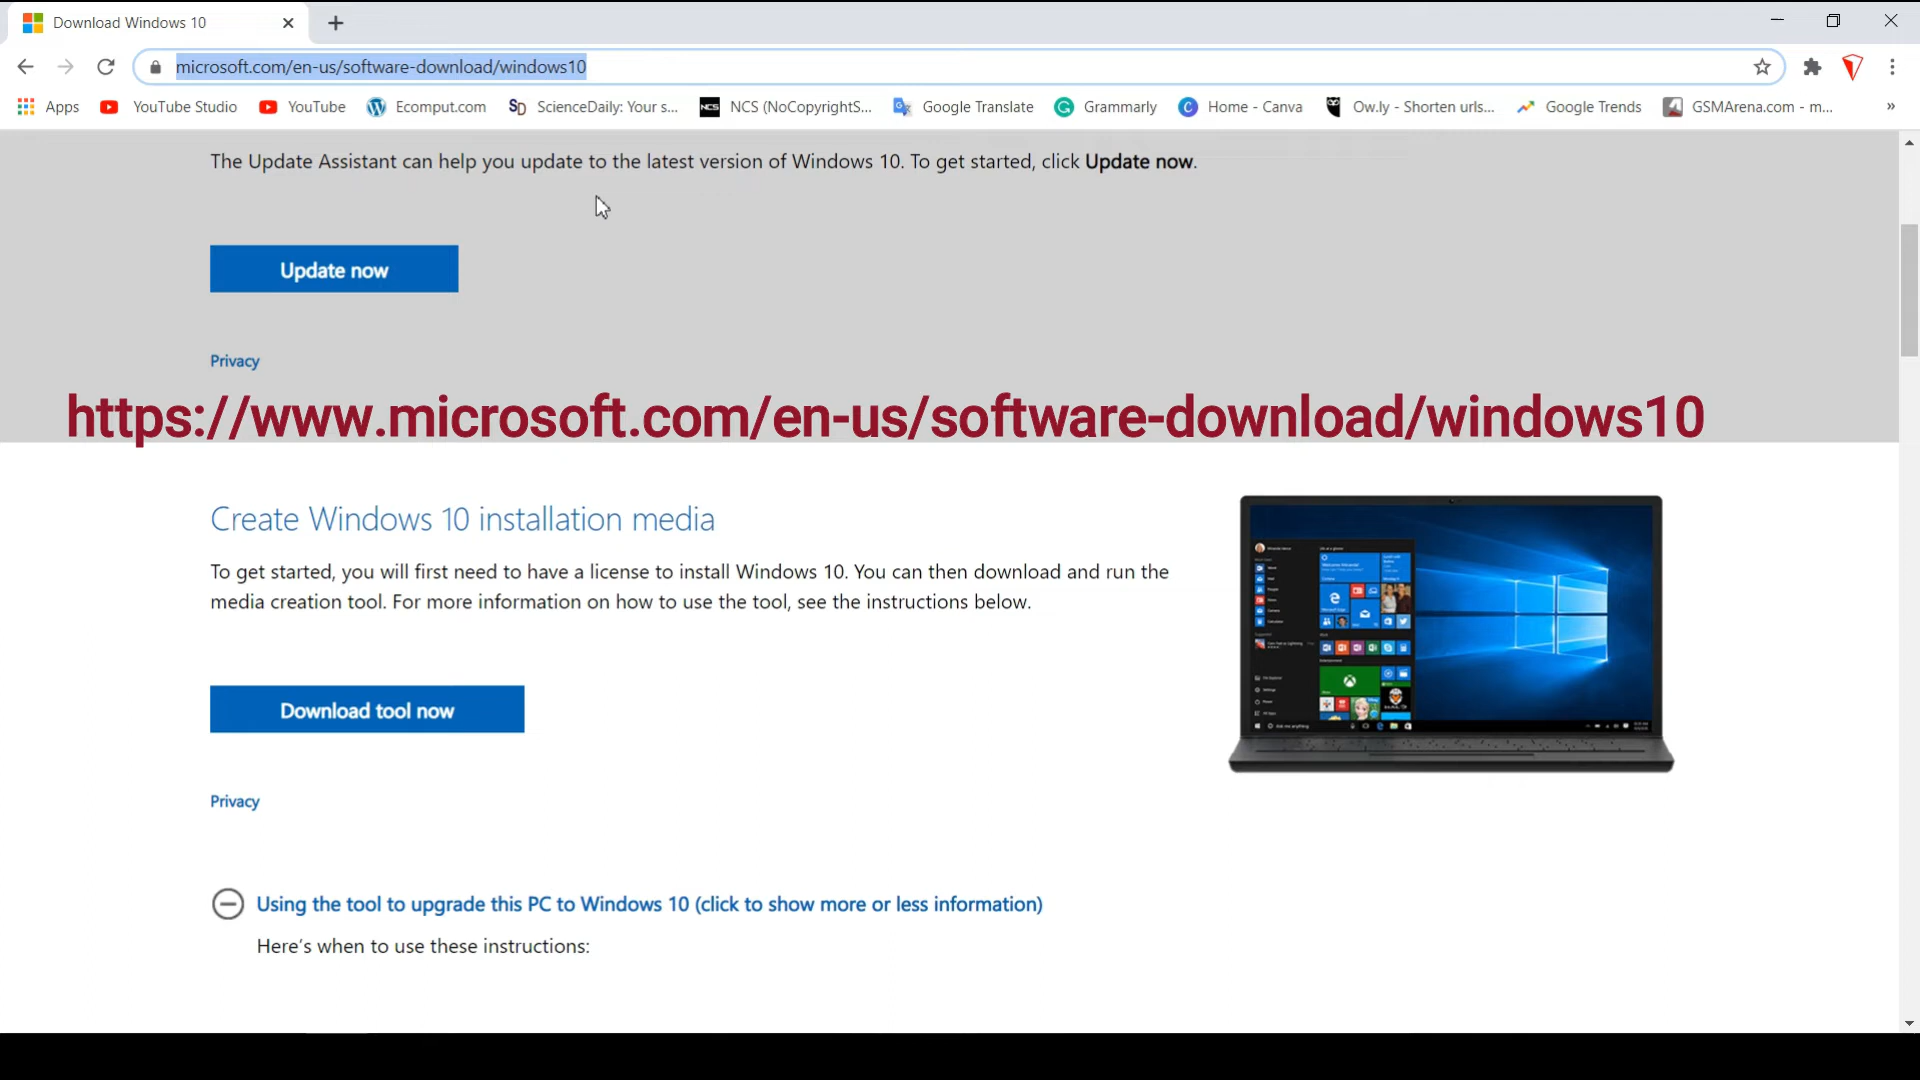 Download Windows 10
microsoft.com/en-us/software-download/windows10
Apps YouTube Studio YouTube Ecomput.com ScienceDaily: Your s... NCS (NoCopyrightS... Google Translate Grammarly Home - Canva Ow.ly - Shorten urls... Google Trends GSMArena.com - m... »
The Update Assistant can help you update to the latest version of Windows 10. To get started, click Update now.
Update now
Privacy
https://www.microsoft.com/en-us/software-download/windows10
Create Windows 10 installation media
To get started, you will first need to have a license to install Windows 10. You can then download and run the
media creation tool. For more information on how to use the tool, see the instructions below.
Download tool now
Privacy
Using the tool to upgrade this PC to Windows 10 (click to show more or less information)
Here's when to use these instructions: